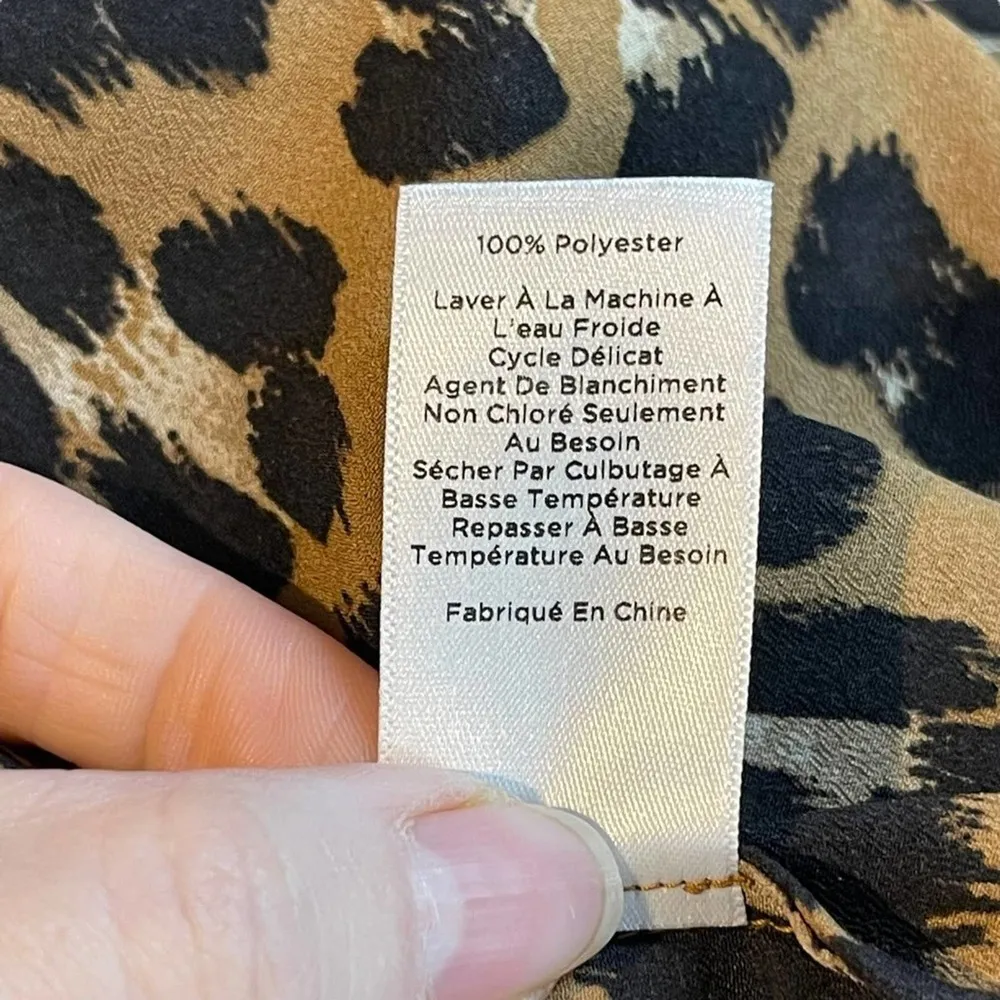 100% Polyester
Laver À La Machine À
L'eau Froide
Cycle Délicat
Agent De Blanchiment
Non Chloré Seulement
Au Besoin
Sécher Par Culbutage À
Basse Température
Repasser À Basse
Température Au Besoin
Fabriqué En Chine